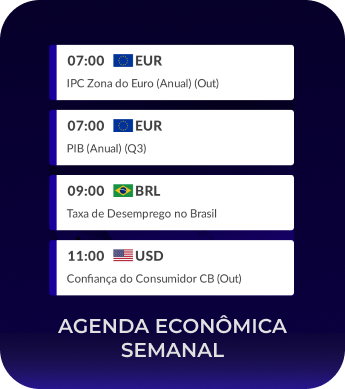 07:00 EUR
IPC Zona do Euro (Anual) (Out)
07:00 EUR
PIB (Anual) (Q3)
09:00 BRL
Taxa de Desemprego no Brasil
11:00 USD
Confiança do Consumidor CB (Out)
AGENDA ECONÔMICA
SEMANAL